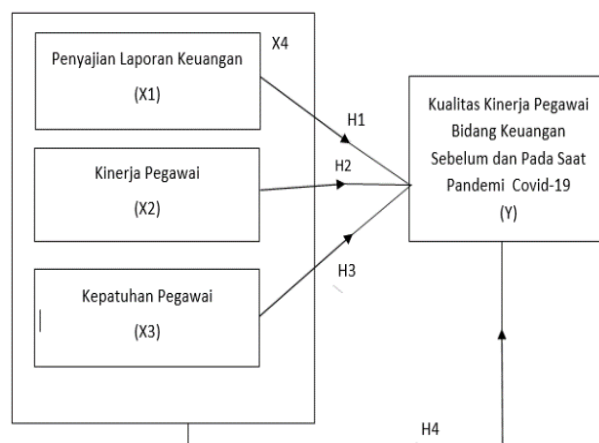 X4
Penyajian Laporan Keuangan
(X1)
H1
Kinerja Pegawai
(X2)
H2
Kepatuhan Pegawai
(X3)
H3
Kualitas Kinerja Pegawai
Bidang Keuangan
Sebelum dan Pada Saat
Pandemi Covid-19
(Y)
H4